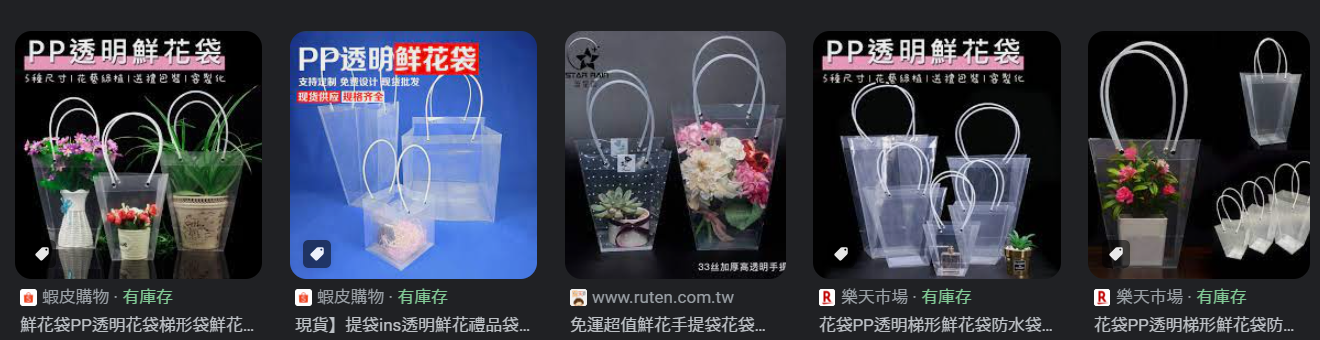 PP透明鮮花袋
5種尺寸|花藝綠植|送禮包裝|客製化
蝦皮購物 · 有庫存
鮮花袋PP透明花袋梯形袋鮮花...
PP透明鲜花袋
支持定制 免费设计 现货批发
现货供应 规格齐全
蝦皮購物 · 有庫存
現貨】提袋ins透明鮮花禮品袋...
STAR RAIN
33丝加厚高透明手提
www.ruten.com.tw
免運超值鮮花手提袋花袋...
PP透明鮮花袋
5種尺寸|花藝綠植|送禮包裝|客製化
樂天市場 · 有庫存
花袋PP透明梯形鮮花袋防水袋...
樂天市場 · 有庫存
花袋PP透明梯形鮮花袋防...